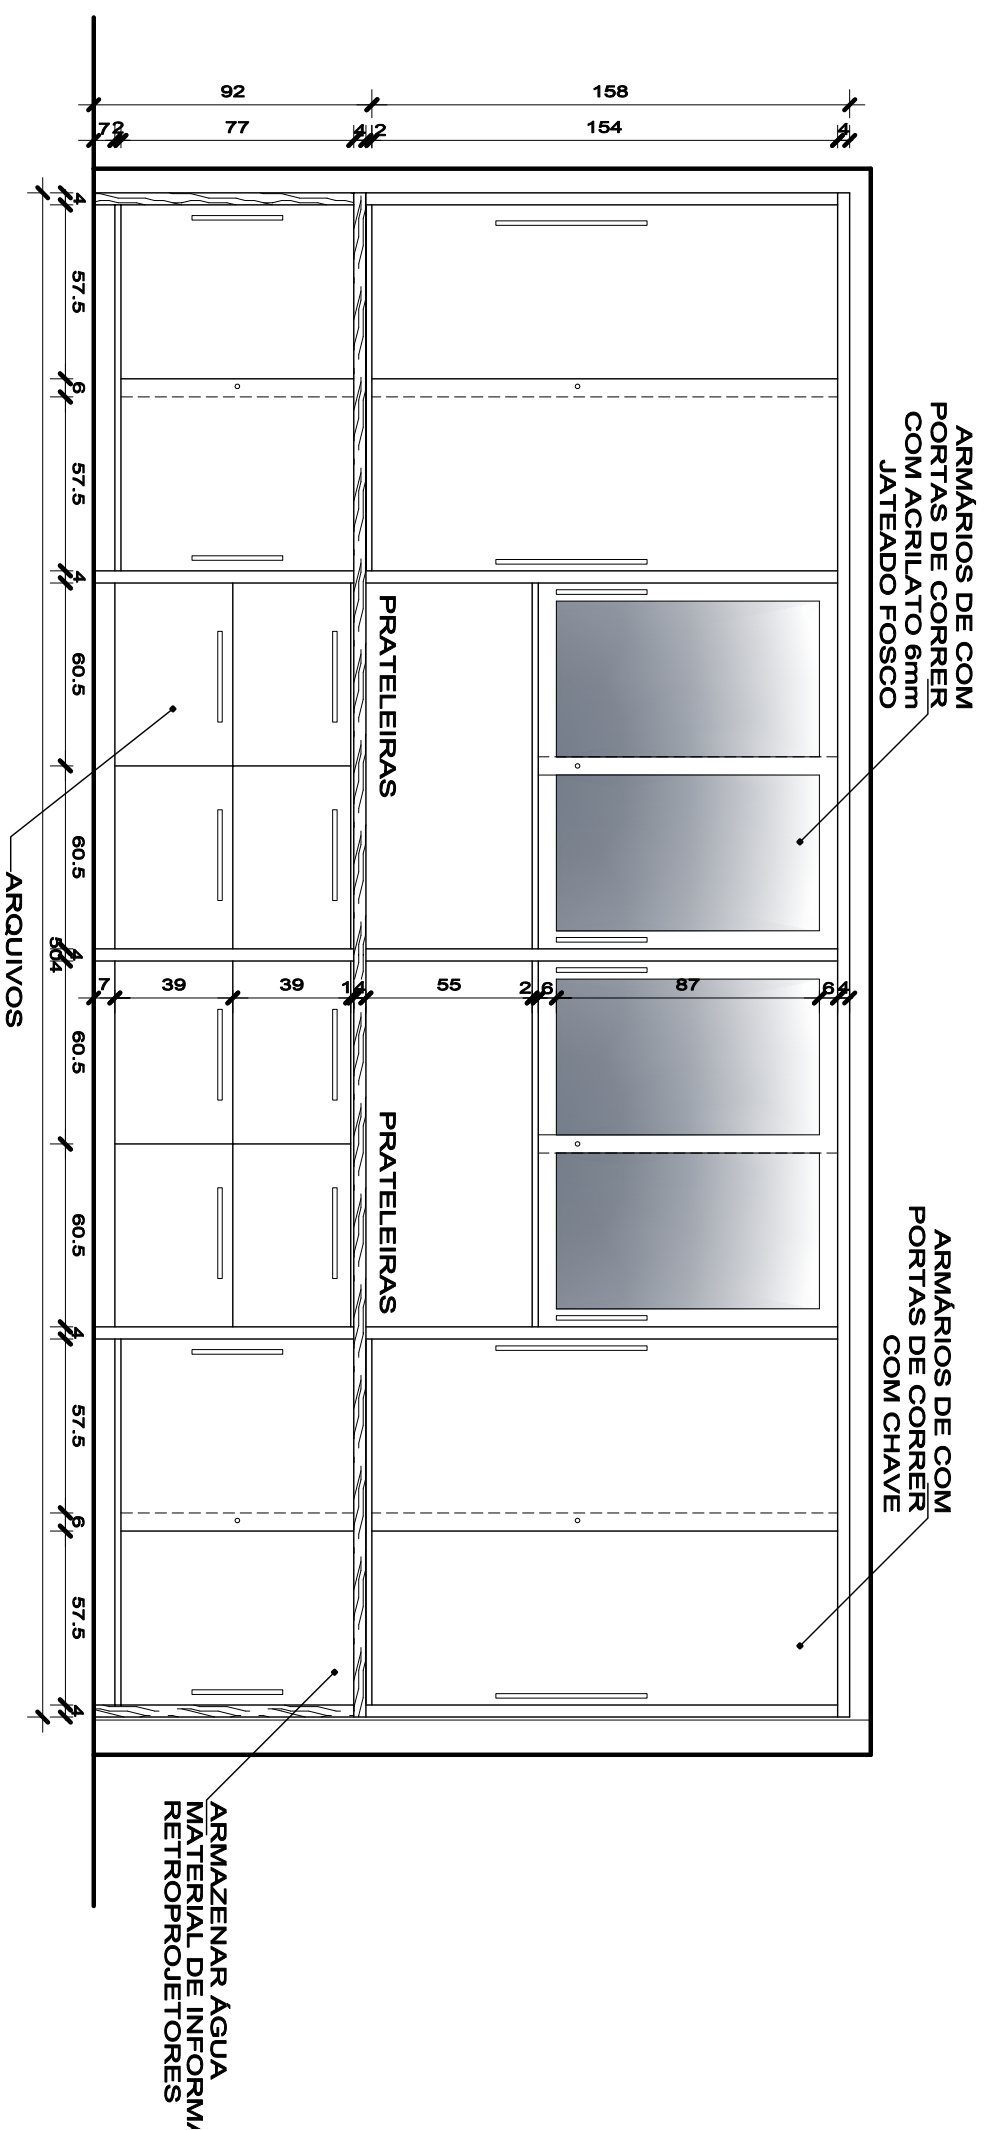 ARMÁRIOS DE COM
PORTAS DE CORRER
COM ACRILATO 6mm
JATEADO FOSCO
ARMÁRIOS DE COM
PORTAS DE CORRER
COM CHAVE
158
92
4
154
2
4
77
2
7
4
6
87
6
2
55
4
1
39
39
7
PRATELEIRAS
PRATELEIRAS
ARMAZENAR ÁGUA
MATERIAL DE INFORMÁ
RETROPROJETORES
4
57.5
6
57.5
4
60.5
60.5
4
60.5
60.5
4
57.5
6
57.5
4
504
ARQUIVOS